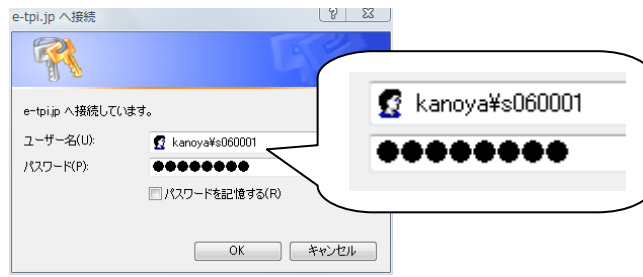 e-tpi.jp へ接続
e-tpi.jp へ接続しています。
ユーザー名(U):
kanoya¥s060001
パスワード(P):
●●●●●●●●
パスワードを記憶する(R)
OK
キャンセル
kanoya¥s060001
●●●●●●●●